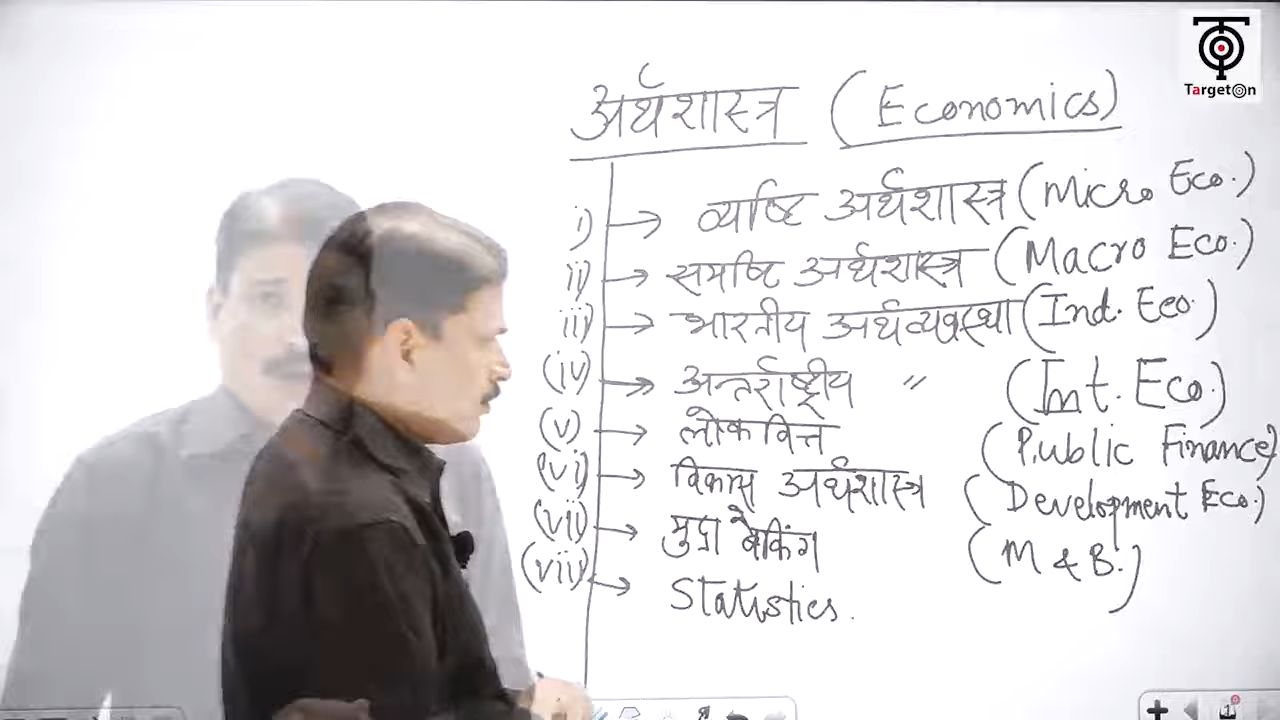 TargetOn
अर्थशास्त्र (Economics)
i) → व्यष्टि अर्थशास्त्र (Micro Eco.)
ii) → समष्टि अर्थशास्त्र (Macro Eco.)
iii) → भारतीय अर्थव्यवस्था (Ind. Eco.)
(iv) → अन्तर्राष्ट्रीय " (Int. Eco.)
(v) → लोकवित्त (Public Finance)
(vi) → विकास अर्थशास्त्र (Development Eco.)
(vii) → मुद्रा बैकिंग (M & B.)
(viii) → Statistics.
1